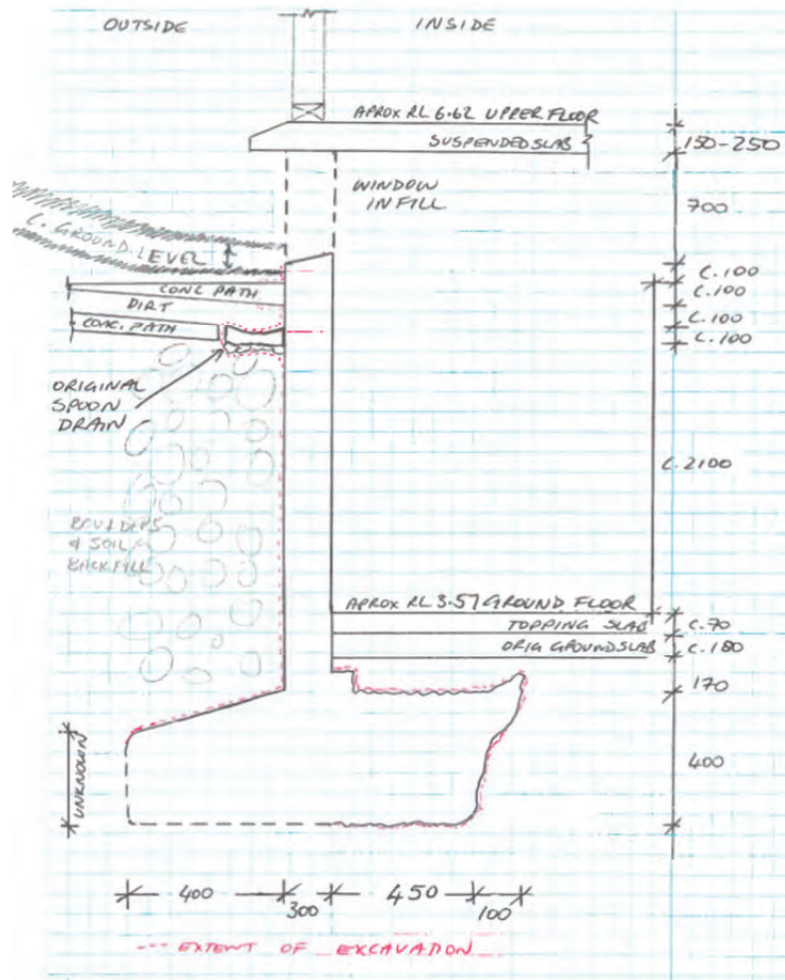 OUTSIDE
INSIDE
APROX RL 6.62 UPPER FLOOR
SUSPENDED SLAB
150-250
WINDOW
INFILL
700
C. GROUND LEVEL
C.100
CONC PATH
C.100
DIRT
C.100
CONC. PATH
C.100
ORIGINAL
SPOON
DRAIN
C.2100
BOULDERS
& SOIL
BACKFILL
APROX RL 3.57 GROUND FLOOR
TOPPING SLAB
C.70
ORIG GROUND SLAB
C.180
170
UNKNOWN
400
400
300
450
100
--- EXTENT OF EXCAVATION